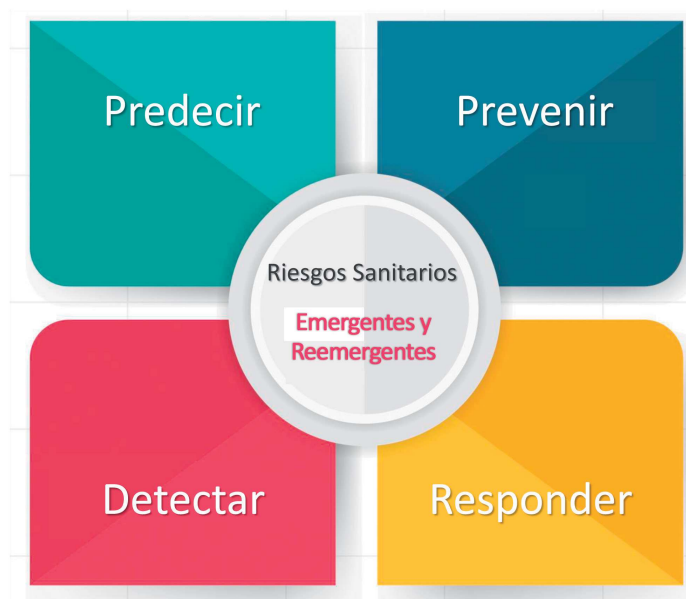 Predecir
Prevenir
Riesgos Sanitarios
Emergentes y
Reemergentes
Detectar
Responder